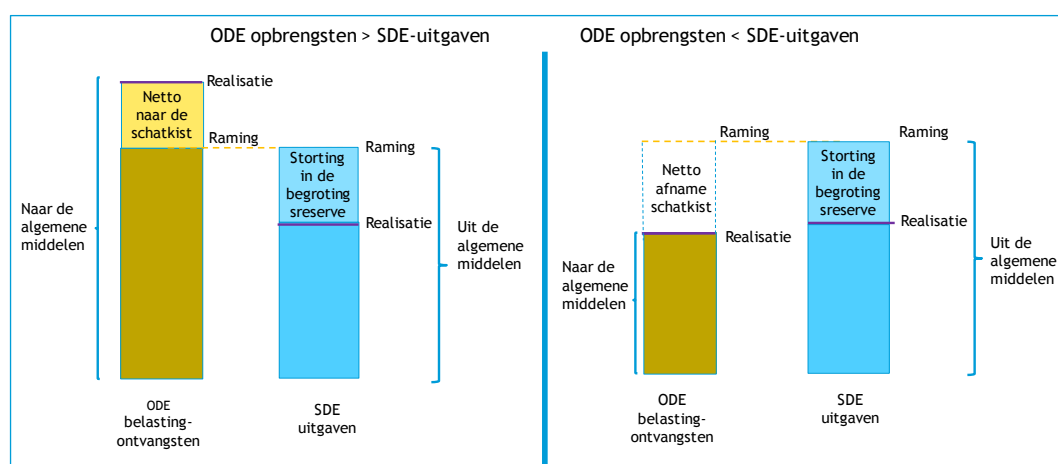 ODE opbrengsten > SDE-uitgaven
Realisatie
Netto
naar de
schatkist
Raming
Raming
Storting
in de
begroting
sreserve
Realisatie
Naar de
algemene
middelen
Uit de
algemene
middelen
ODE
belasting-
ontvangsten
SDE
uitgaven
ODE opbrengsten < SDE-uitgaven
Raming
Raming
Netto
afname
schatkist
Storting
in de
begroting
sreserve
Realisatie
Realisatie
Naar de
algemene
middelen
Uit de
algemene
middelen
ODE
belasting-
ontvangsten
SDE
uitgaven